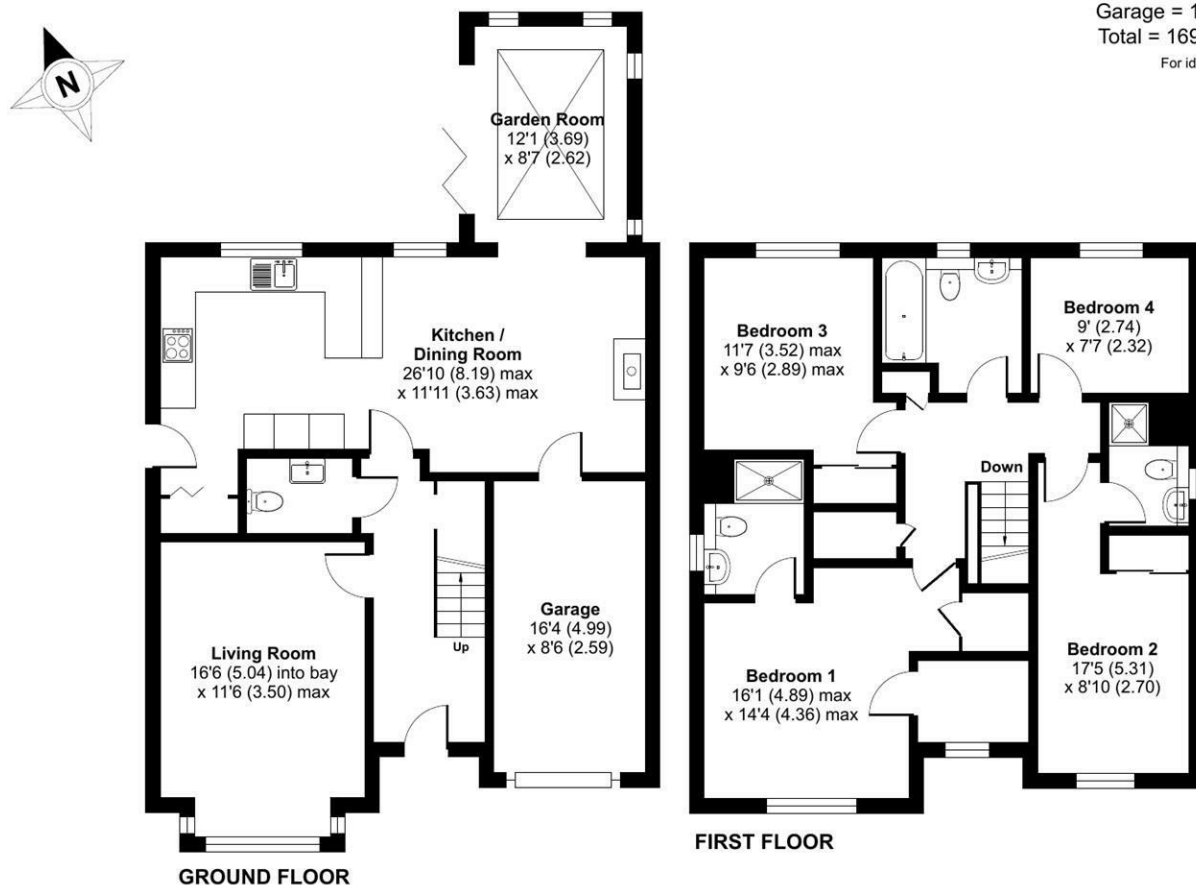 Garage = 1
Total = 169
For id
N
Garden Room
12'1 (3.69)
x 8'7 (2.62)
Kitchen /
Dining Room
26'10 (8.19) max
x 11'11 (3.63) max
Living Room
16'6 (5.04) into bay
x 11'6 (3.50) max
Up
Garage
16'4 (4.99)
x 8'6 (2.59)
GROUND FLOOR
Bedroom 3
11'7 (3.52) max
x 9'6 (2.89) max
Bedroom 4
9' (2.74)
x 7'7 (2.32)
Down
Bedroom 1
16'1 (4.89) max
x 14'4 (4.36) max
Bedroom 2
17'5 (5.31)
x 8'10 (2.70)
FIRST FLOOR